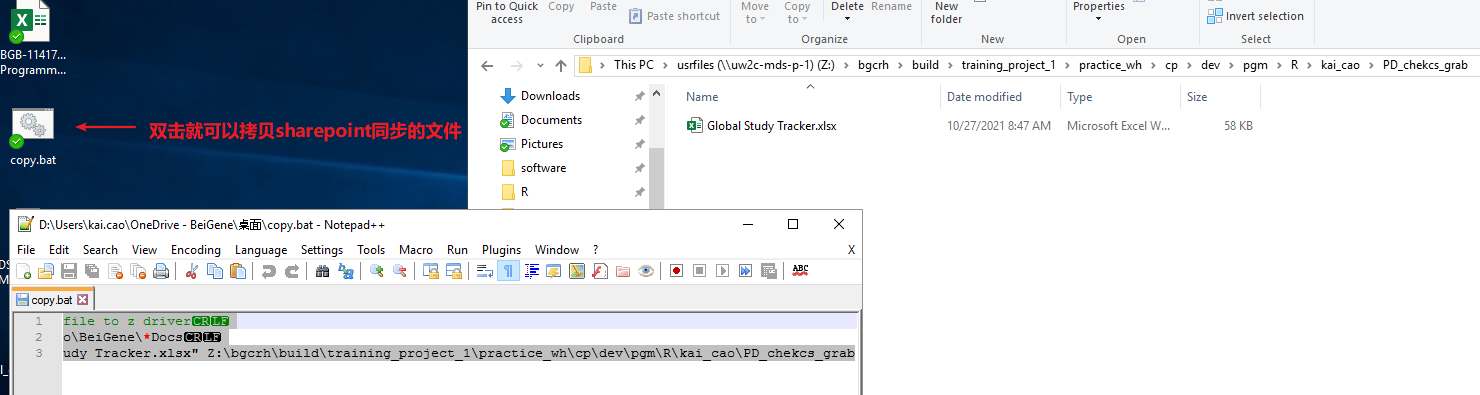 BGB-11417...
Programm...
copy.bat
双击就可以拷贝sharepoint同步的文件
Pin to Quick access
Copy
Paste
Paste shortcut
Move to
Copy to
Delete
Rename
New folder
Properties
Open
Invert selection
Clipboard
Organize
New
Open
Select
This PC > usrfiles (\\uw2c-mds-p-1) (Z:) > bgcrh > build > training_project_1 > practice_wh > cp > dev > pgm > R > kai_cao > PD_chekcs_grab
Downloads
Documents
Pictures
software
R
Name
Date modified
Type
Size
Global Study Tracker.xlsx
10/27/2021 8:47 AM
Microsoft Excel W...
58 KB
D:\Users\kai.cao\OneDrive - BeiGene\桌面\copy.bat - Notepad++
File Edit Search View Encoding Language Settings Tools Macro Run Plugins Window ? X
copy.bat
1 file to z driverCRLF
2 o\BeiGene\*DocsCRLF
3 udy Tracker.xlsx" Z:\bgcrh\build\training_project_1\practice_wh\cp\dev\pgm\R\kai_cao\PD_chekcs_grab